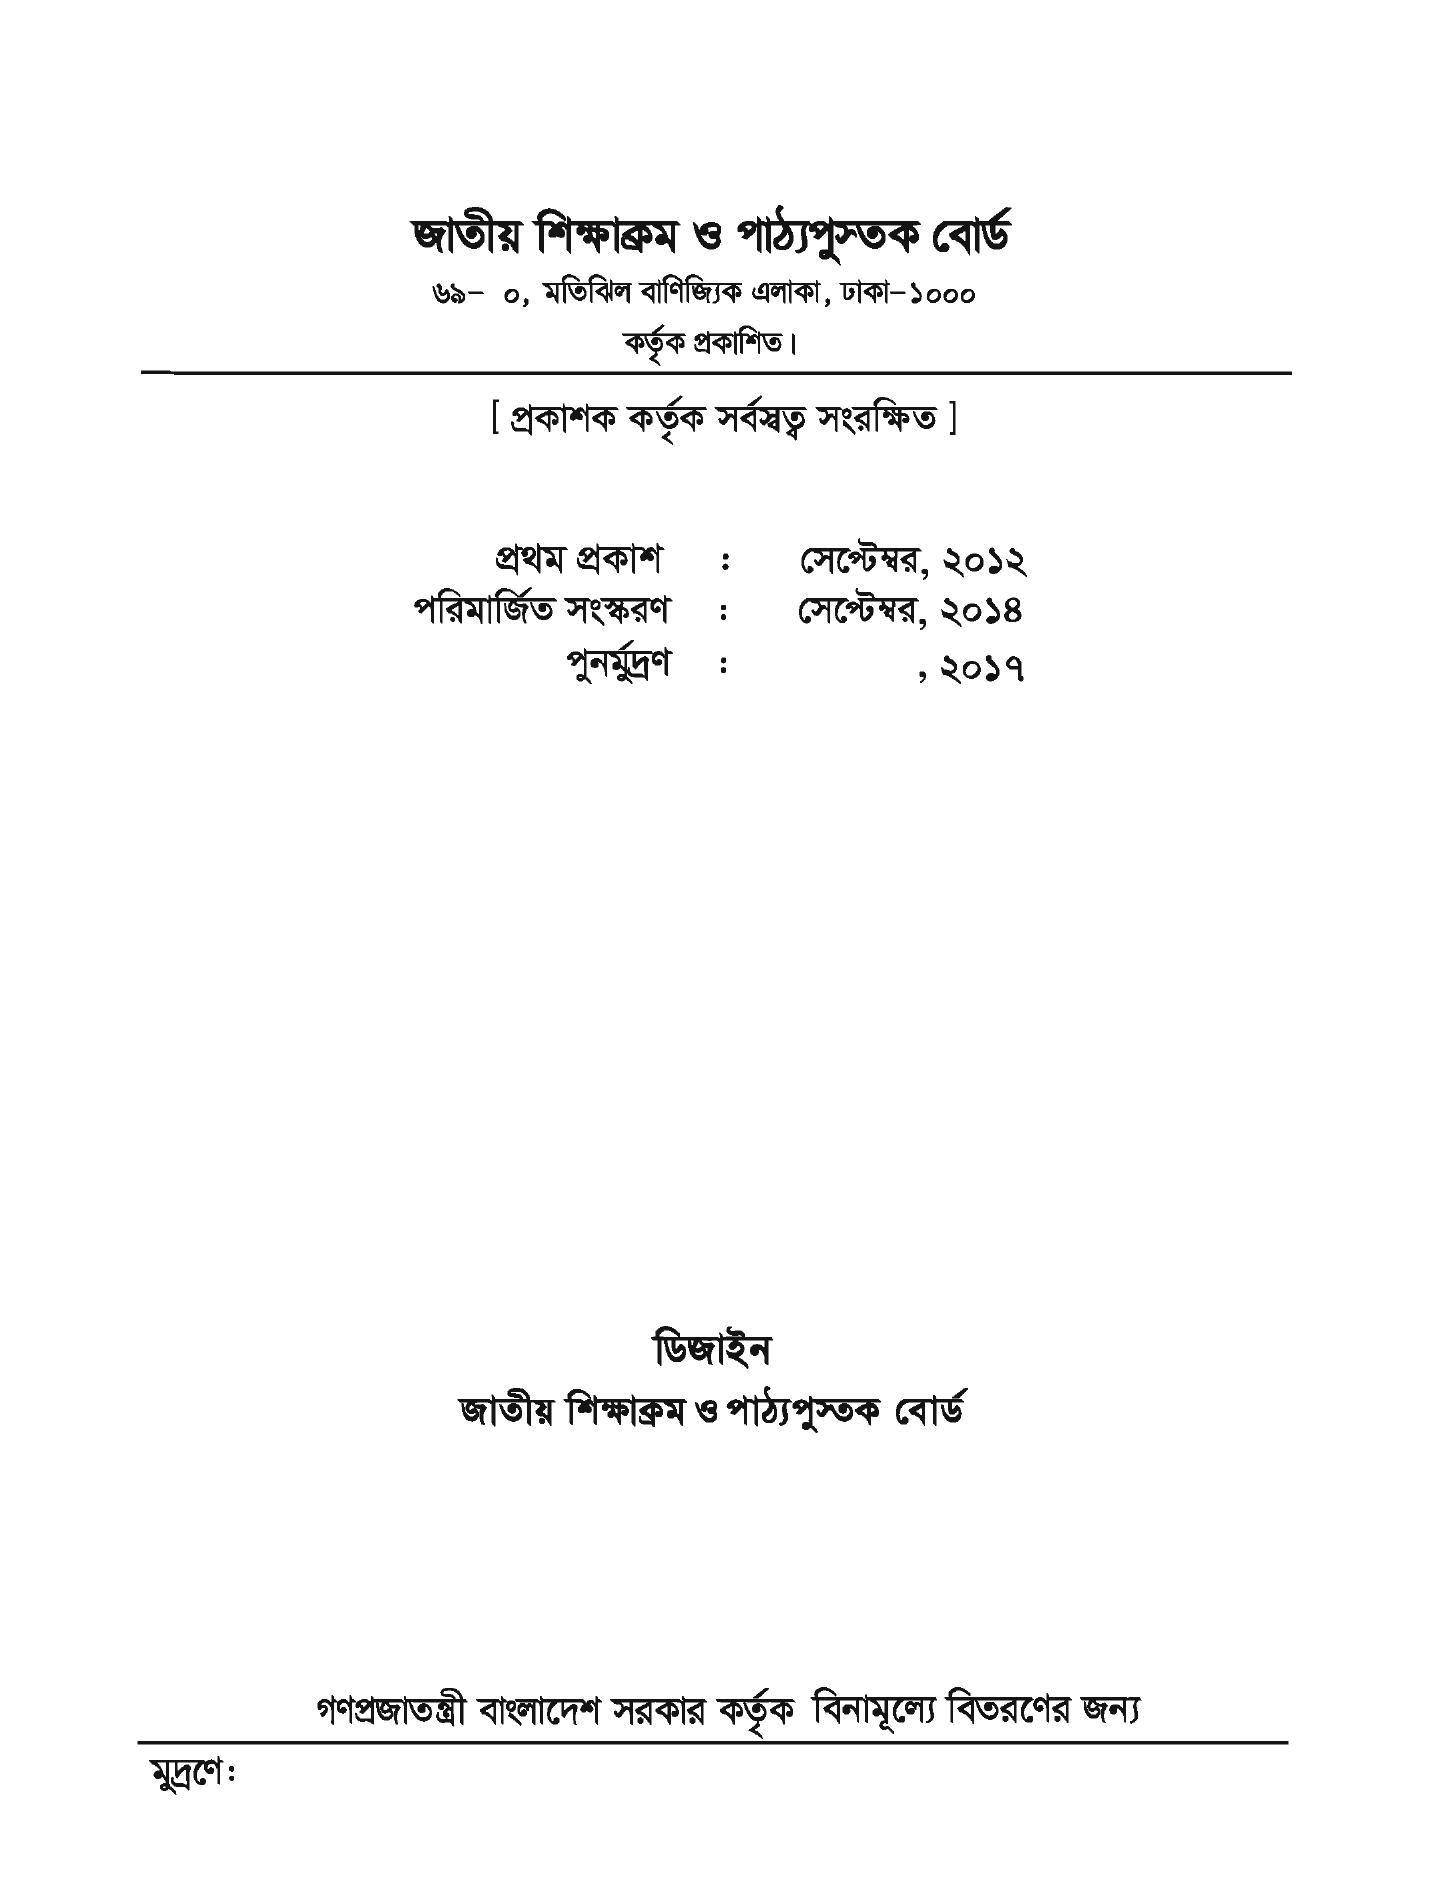 জাতীয় শিক্ষাক্রম ও পাঠ্যপুস্তক বোর্ড
৬৯– ০, মতিঝিল বাণিজ্যিক এলাকা, ঢাকা–১০০০
কর্তৃক প্রকাশিত।
[ প্রকাশক কর্তৃক সর্বস্বত্ব সংরক্ষিত ]
প্রথম প্রকাশ : সেপ্টেম্বর, ২০১২
পরিমার্জিত সংস্করণ : সেপ্টেম্বর, ২০১৪
পুনর্মুদ্রণ : , ২০১৭
ডিজাইন
জাতীয় শিক্ষাক্রম ও পাঠ্যপুস্তক বোর্ড
গণপ্রজাতন্ত্রী বাংলাদেশ সরকার কর্তৃক বিনামূল্যে বিতরণের জন্য
মুদ্রণে: